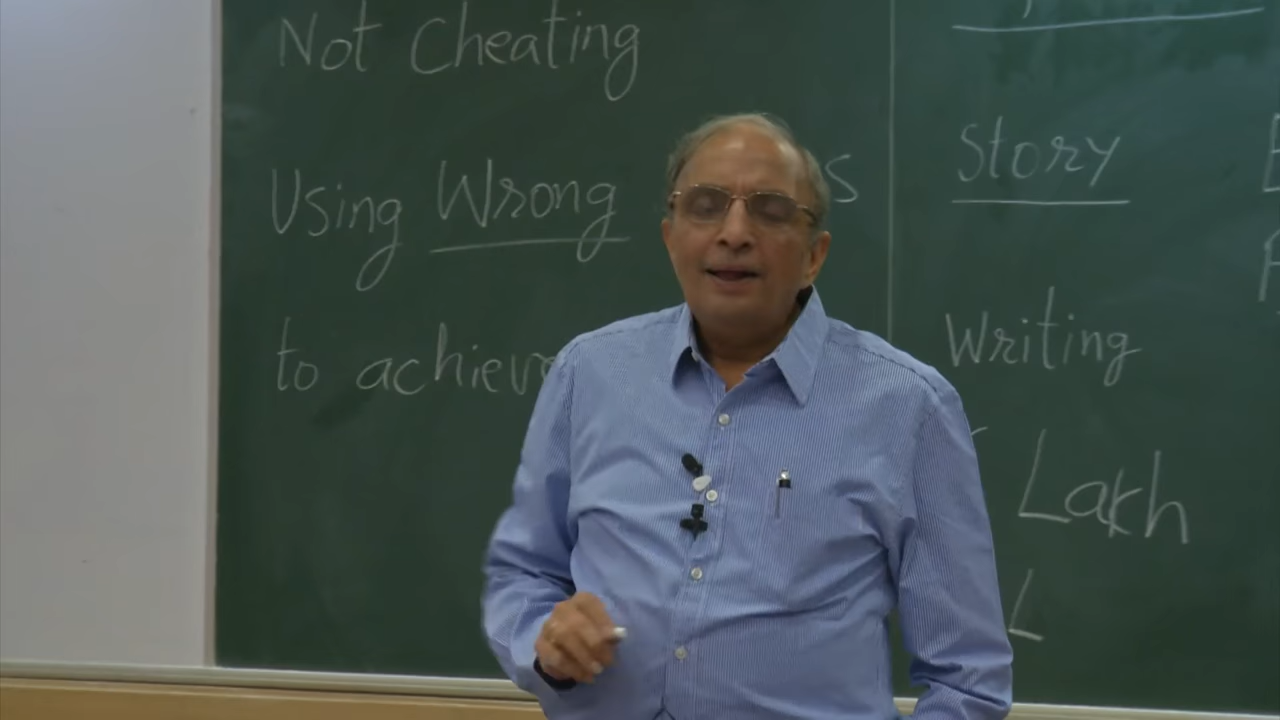 Not Cheating
Using Wrong
to achieve
Story
Writing
Lakh
L